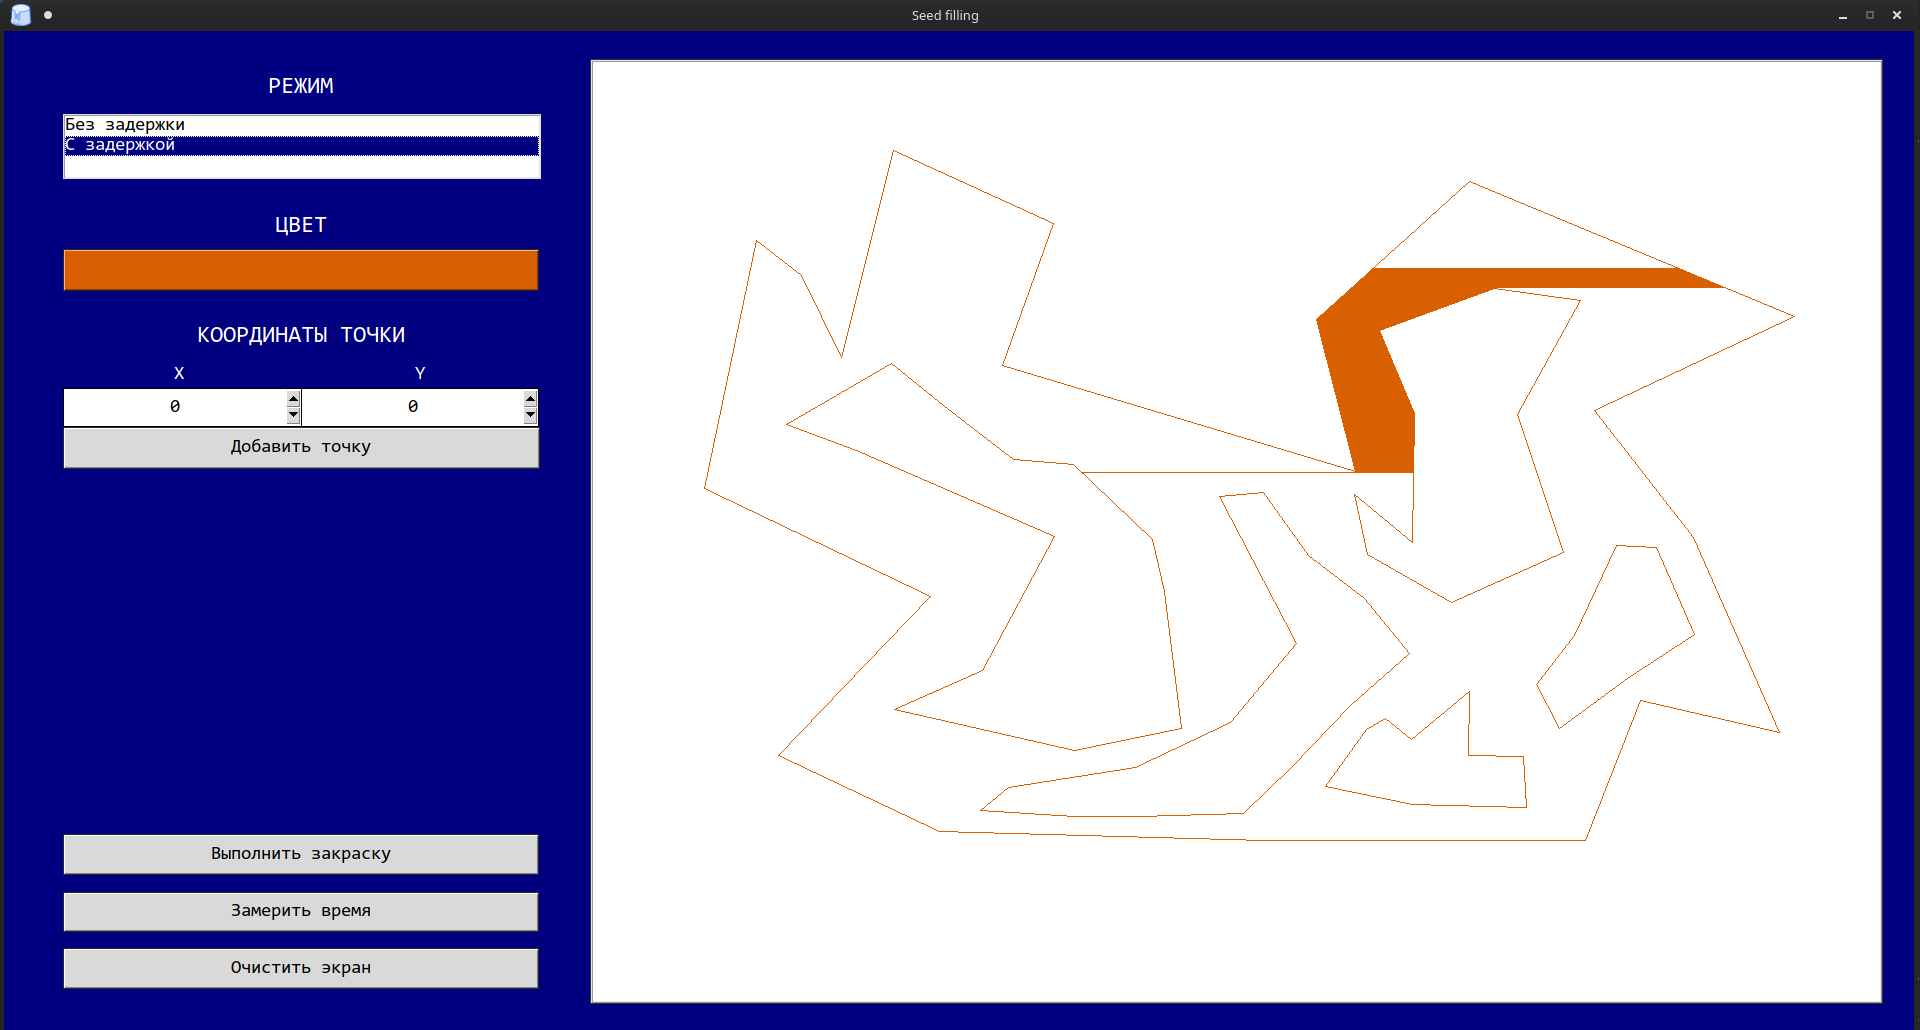 Seed filling
РЕЖИМ
Без задержки
С задержкой
ЦВЕТ
КООРДИНАТЫ ТОЧКИ
X Y
0 0
Добавить точку
Выполнить закраску
Замерить время
Очистить экран